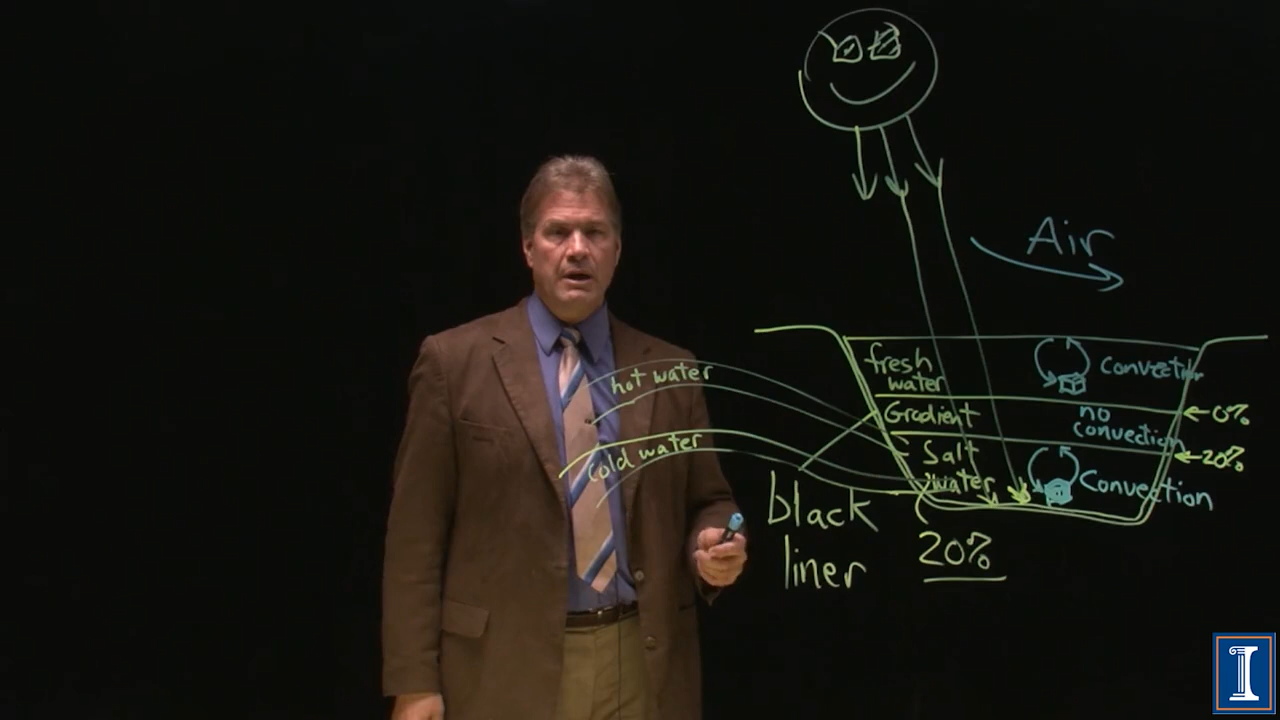 Air
fresh
water
Convection
← 0%
Gradient
no
convection
← 20%
Salt
water
Convection
hot water
cold water
black
liner
20%
I